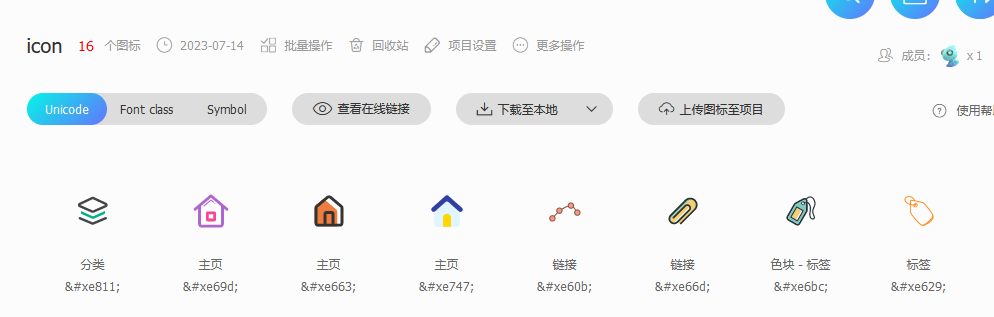 icon 16 个图标 2023-07-14 批量操作 回收站 项目设置 更多操作
成员： x 1
Unicode Font class Symbol 查看在线链接 下载至本地 上传图标至项目 使用帮
分类 主页 主页 主页 链接 链接 色块 - 标签 标签
&#xe811; &#xe69d; &#xe663; &#xe747; &#xe60b; &#xe66d; &#xe6bc; &#xe629;